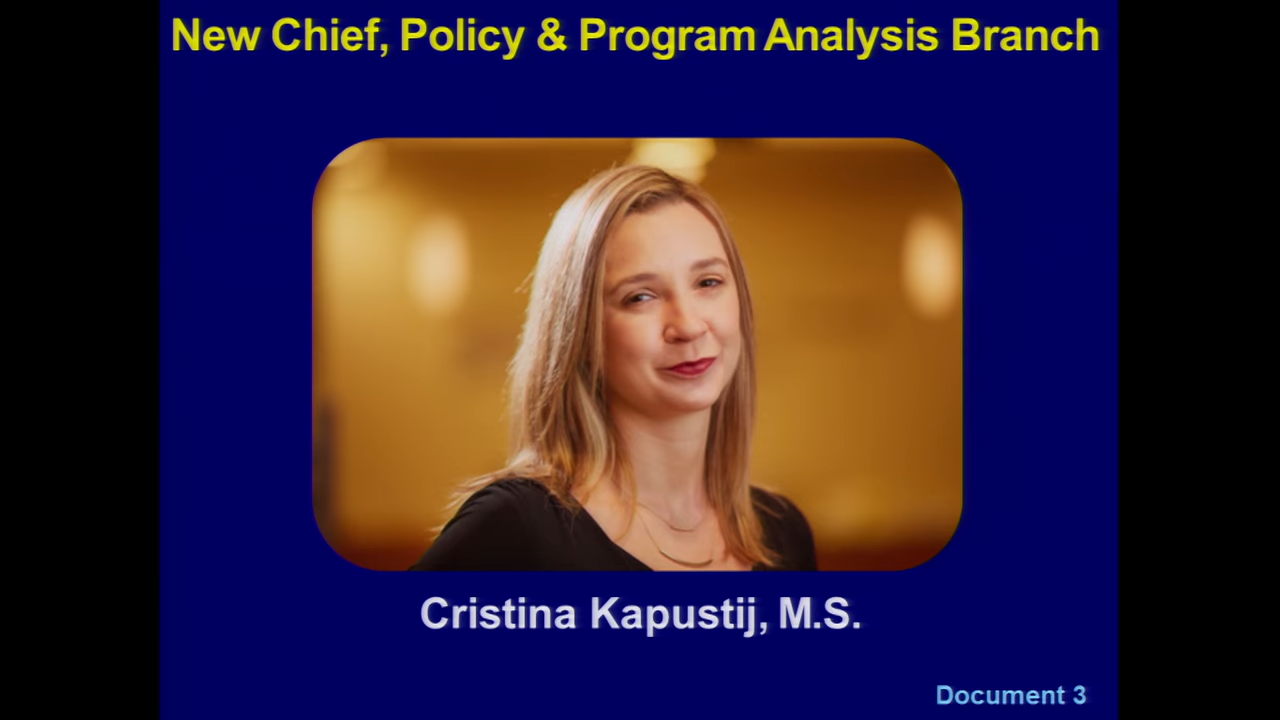 New Chief, Policy & Program Analysis Branch
Cristina Kapustij, M.S.
Document 3